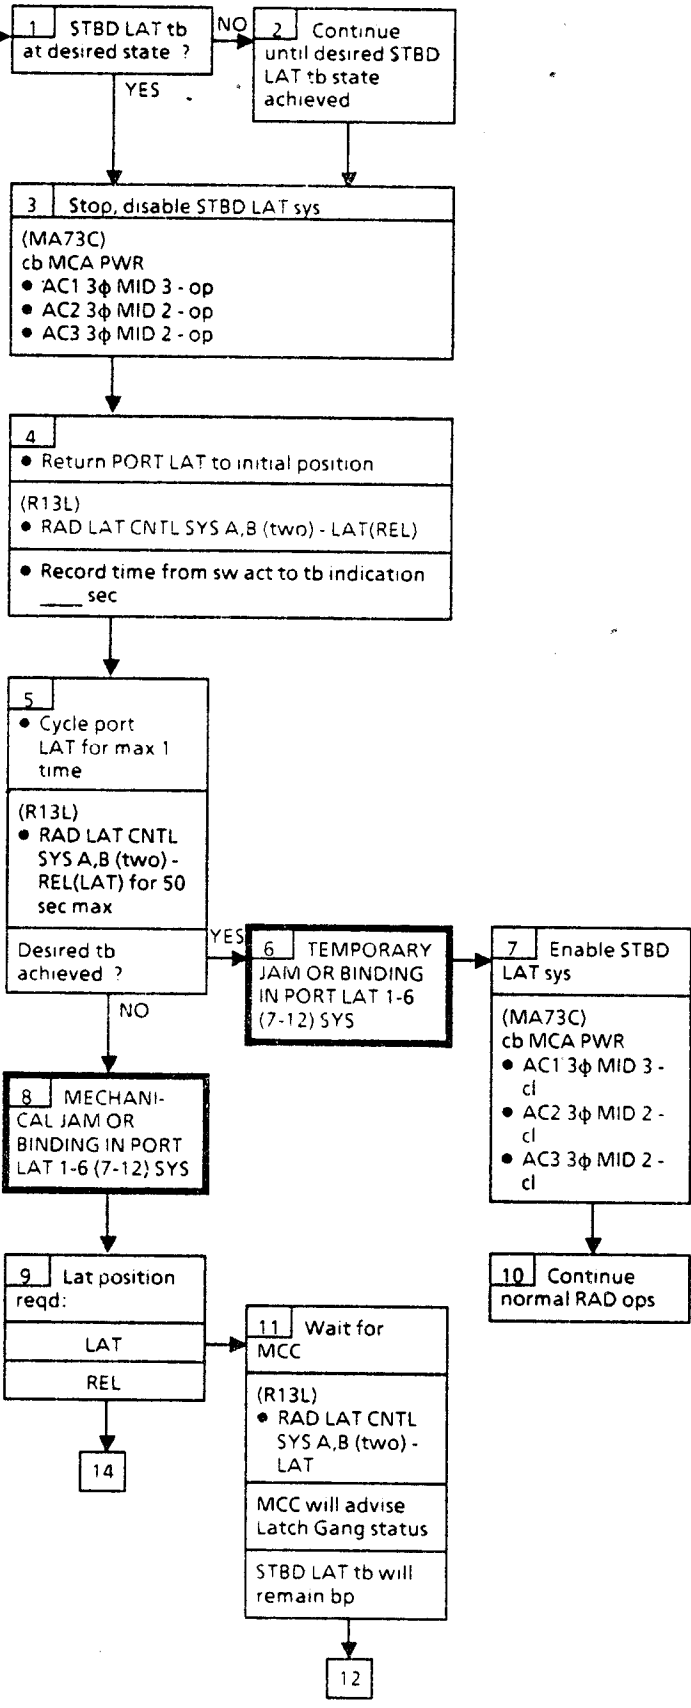 1 STBD LAT tb
at desired state ?
NO
YES
2 Continue
until desired STBD
LAT tb state
achieved
3 Stop, disable STBD LAT sys
(MA73C)
cb MCA PWR
● AC1 3ϕ MID 3 - op
● AC2 3ϕ MID 2 - op
● AC3 3ϕ MID 2 - op
4
● Return PORT LAT to initial position
(R13L)
● RAD LAT CNTL SYS A,B (two) - LAT(REL)
● Record time from sw act to tb indication
____ sec
5
● Cycle port
LAT for max 1
time
(R13L)
● RAD LAT CNTL
SYS A,B (two) -
REL(LAT) for 50
sec max
Desired tb
achieved ?
YES
NO
6 TEMPORARY
JAM OR BINDING
IN PORT LAT 1-6
(7-12) SYS
7 Enable STBD
LAT sys
(MA73C)
cb MCA PWR
● AC1 3ϕ MID 3 -
cl
● AC2 3ϕ MID 2 -
cl
● AC3 3ϕ MID 2 -
cl
8 MECHANI-
CAL JAM OR
BINDING IN PORT
LAT 1-6 (7-12) SYS
9 Lat position
reqd:
LAT
REL
14
10 Continue
normal RAD ops
11 Wait for
MCC
(R13L)
● RAD LAT CNTL
SYS A,B (two) -
LAT
MCC will advise
Latch Gang status
STBD LAT tb will
remain bp
12